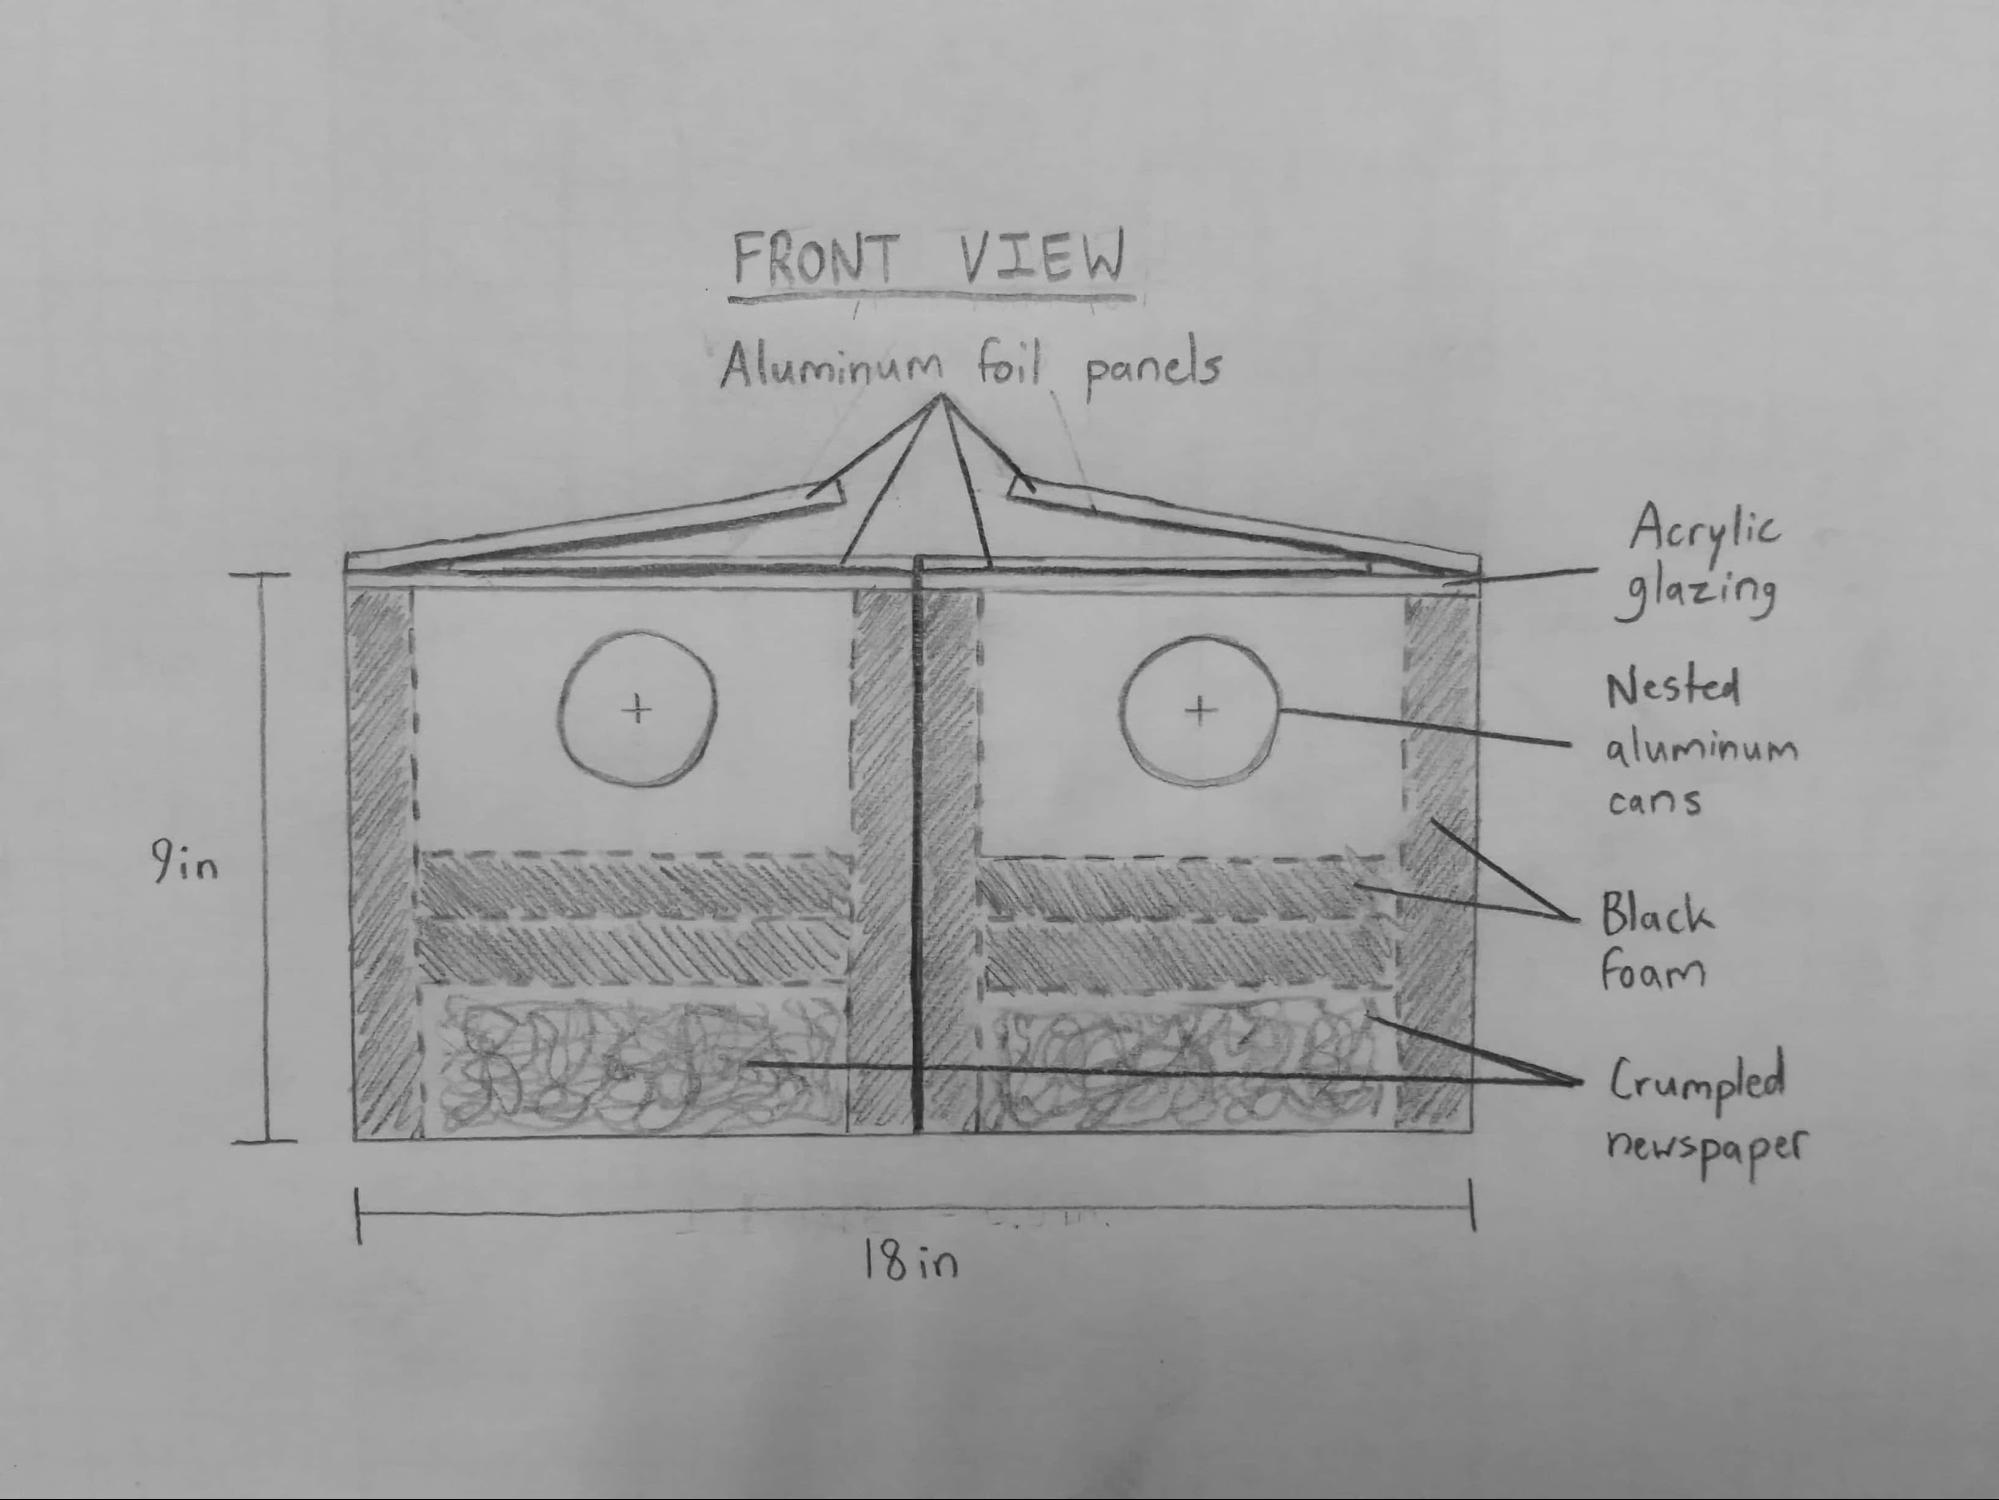 FRONT VIEW
Aluminum foil panels
Acrylic
glazing
Nested
aluminum
cans
9in
Black
foam
Crumpled
newspaper
18in